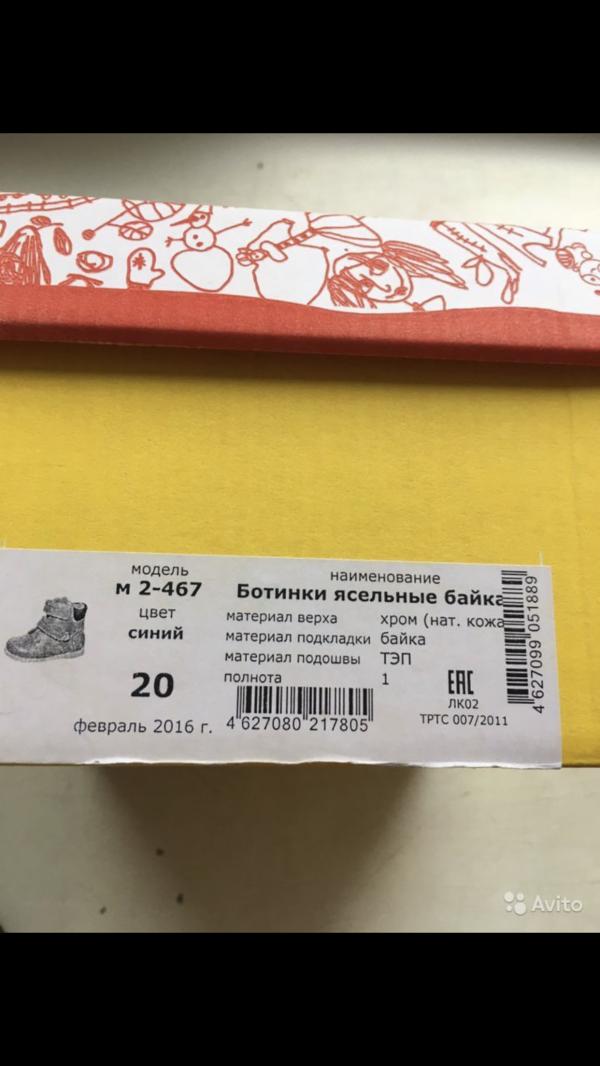 модель
м 2-467
цвет
синий
20
февраль 2016 г.
наименование
Ботинки ясельные байка
материал верха хром (нат. кожа
материал подкладки байка
материал подошвы ТЭП
полнота 1
4 627080 217805
EAC
ЛК02
ТРТС 007/2011
4 627099 051889
Avito